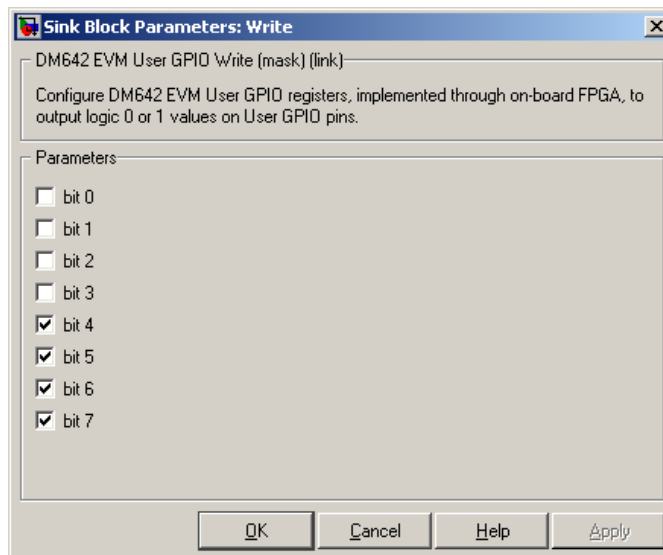 Sink Block Parameters: Write
DM642 EVM User GPIO Write (mask) (link)
Configure DM642 EVM User GPIO registers, implemented through on-board FPGA, to
output logic 0 or 1 values on User GPIO pins.
Parameters
bit 0
bit 1
bit 2
bit 3
bit 4
bit 5
bit 6
bit 7
OK Cancel Help Apply